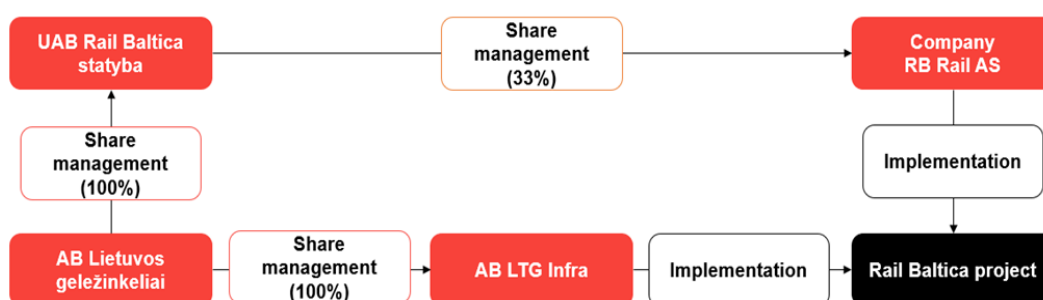 UAB Rail Baltica
statyba
Share
management
(33%)
Company
RB Rail AS
Share
management
(100%)
Implementation
AB Lietuvos
geležinkeliai
Share
management
(100%)
AB LTG Infra
Implementation
Rail Baltica project